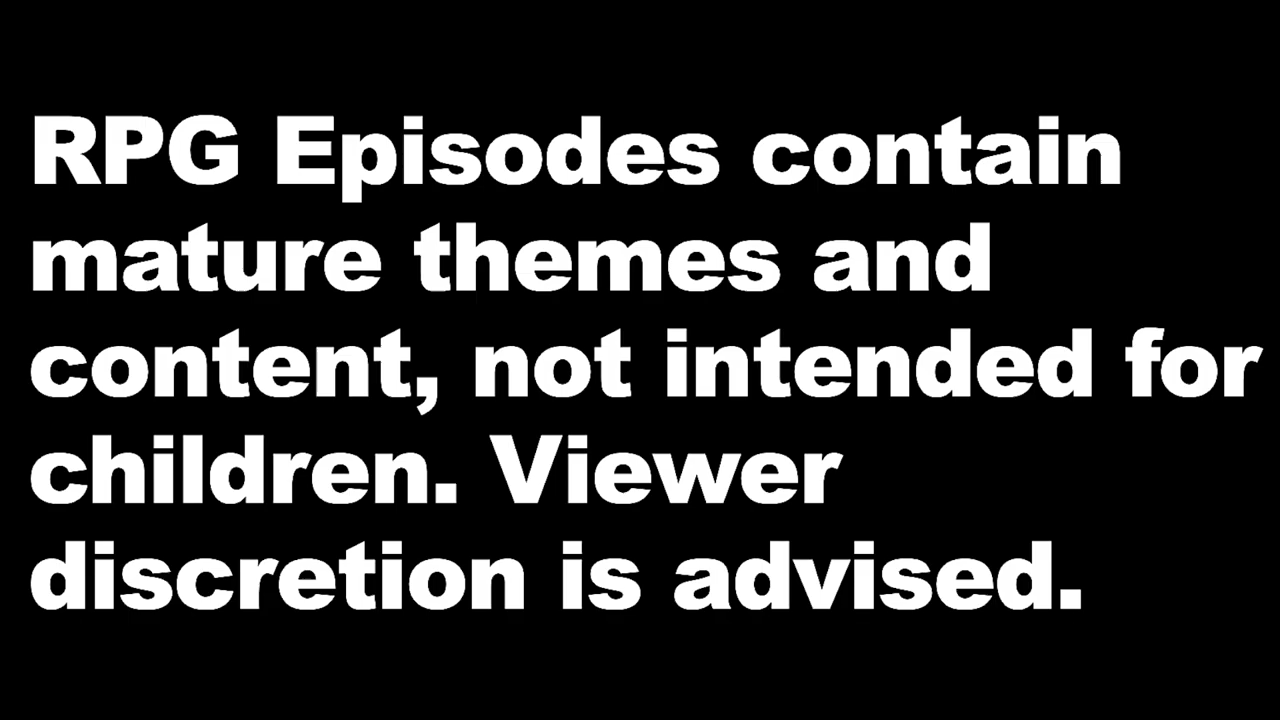 RPG Episodes contain
mature themes and
content, not intended for
children. Viewer
discretion is advised.